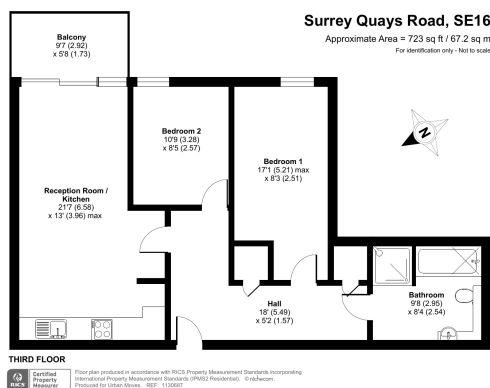 Surrey Quays Road, SE16
Approximate Area = 723 sq ft / 67.2 sq m
For identification only - Not to scale
Balcony
9'7 (2.92)
x 5'8 (1.73)
Bedroom 2
10'9 (3.28)
x 8'5 (2.57)
Bedroom 1
17'1 (5.21) max
x 8'3 (2.51)
N
Reception Room /
Kitchen
21'7 (6.58)
x 13' (3.96) max
Hall
18' (5.49)
x 5'2 (1.57)
Bathroom
9'8 (2.95)
x 8'4 (2.54)
THIRD FLOOR
RICS
Certified
Property
Measurer
Floor plan produced in accordance with RICS Property Measurement Standards incorporating
International Property Measurement Standards (IPMS2 Residential). © nichecom
Produced for Urban Moves. REF: 1130687